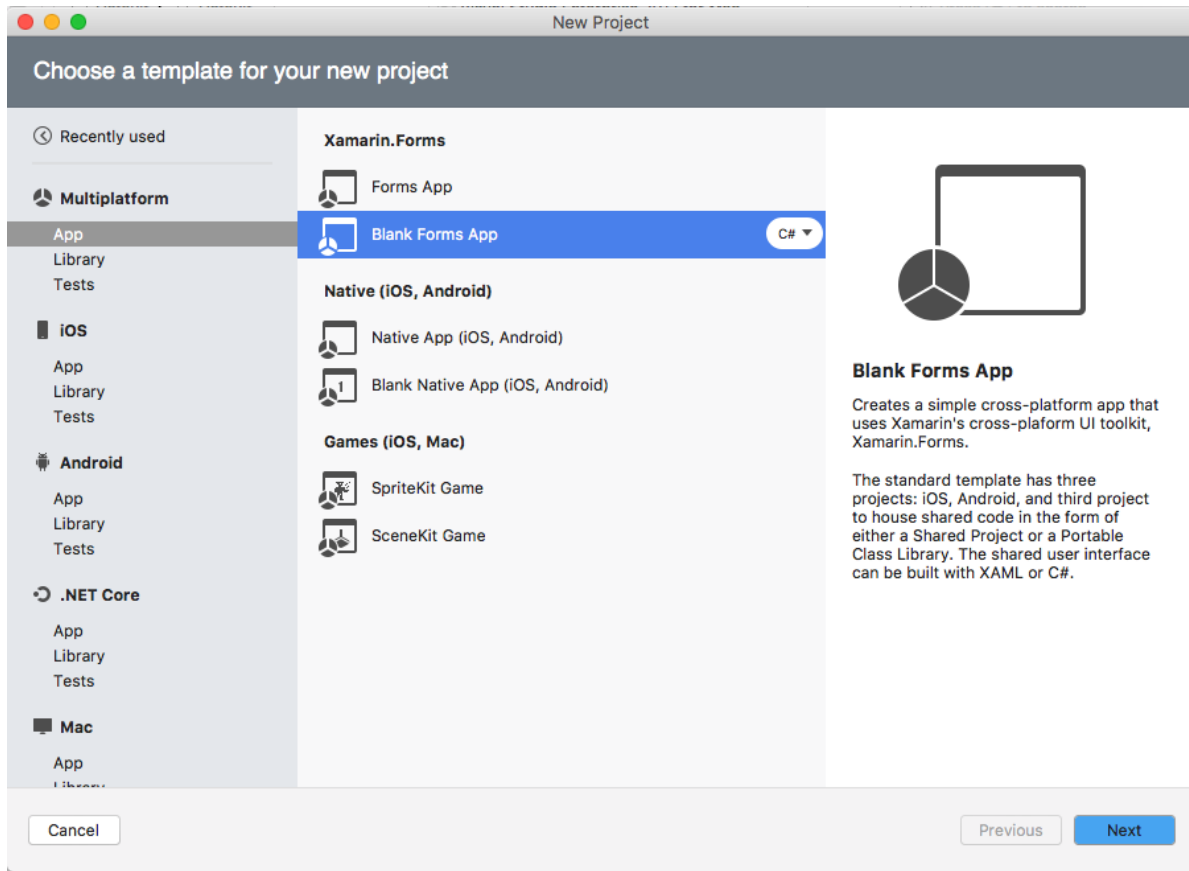 New Project
Choose a template for your new project
Recently used
Multiplatform
App
Library
Tests
iOS
App
Library
Tests
Android
App
Library
Tests
.NET Core
App
Library
Tests
Mac
App
Library
Xamarin.Forms
Forms App
Blank Forms App
C#
Native (iOS, Android)
Native App (iOS, Android)
1
Blank Native App (iOS, Android)
Games (iOS, Mac)
SpriteKit Game
SceneKit Game
Blank Forms App
Creates a simple cross-platform app that
uses Xamarin's cross-plaform UI toolkit,
Xamarin.Forms.
The standard template has three
projects: iOS, Android, and third project
to house shared code in the form of
either a Shared Project or a Portable
Class Library. The shared user interface
can be built with XAML or C#.
Cancel
Previous
Next